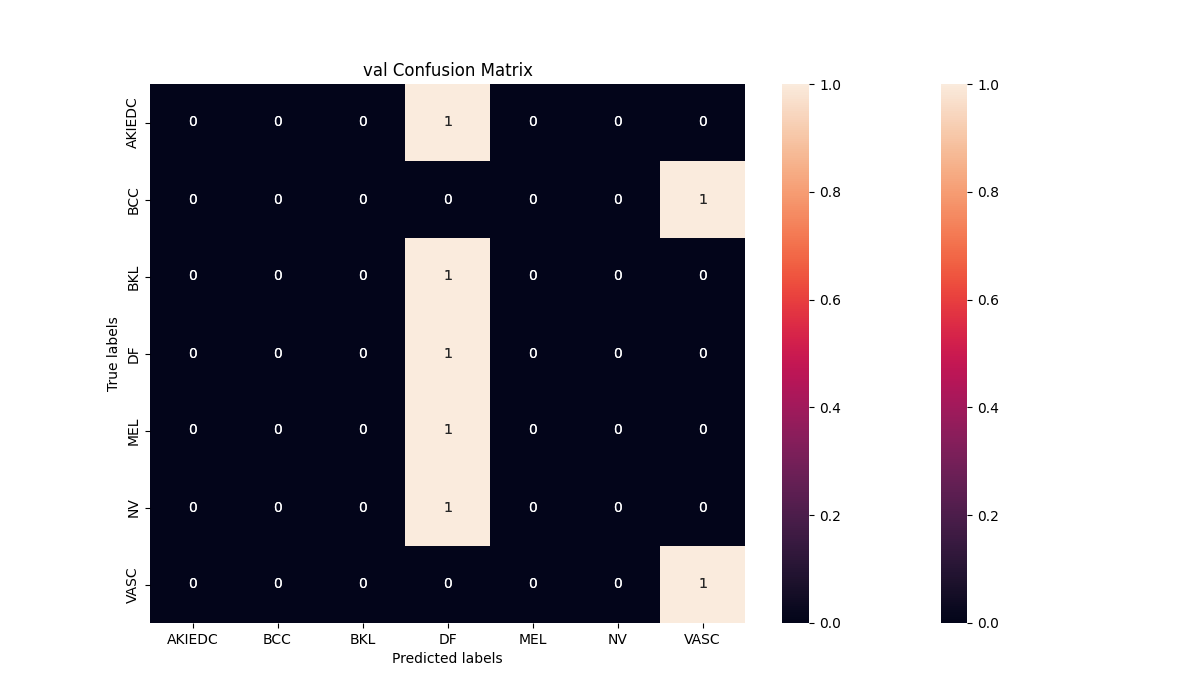 val Confusion Matrix
True labels
AKIEDC 0 0 0 1 0 0 0
BCC 0 0 0 0 0 0 1
BKL 0 0 0 1 0 0 0
DF 0 0 0 1 0 0 0
MEL 0 0 0 1 0 0 0
NV 0 0 0 1 0 0 0
VASC 0 0 0 0 0 0 1
AKIEDC BCC BKL DF MEL NV VASC
Predicted labels
1.0
0.8
0.6
0.4
0.2
0.0
1.0
0.8
0.6
0.4
0.2
0.0